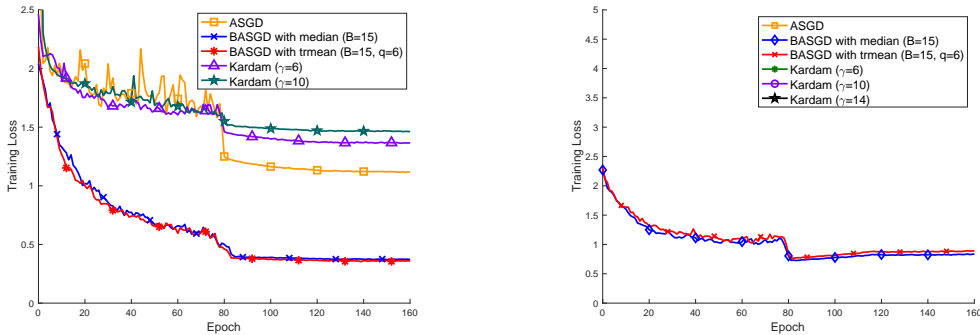 2.5
2
1.5
1
0.5
0
0 20 40 60 80 100 120 140 160
Training Loss
Epoch
ASGD
BASGD with median (B=15)
BASGD with trmean (B=15, q=6)
Kardam (γ=6)
Kardam (γ=10)
5
4.5
4
3.5
3
2.5
2
1.5
1
0.5
0
0 20 40 60 80 100 120 140 160
Training Loss
Epoch
BASGD with median (B=15)
BASGD with trmean (B=15, q=6)
Kardam (γ=6)
Kardam (γ=10)
Kardam (γ=14)